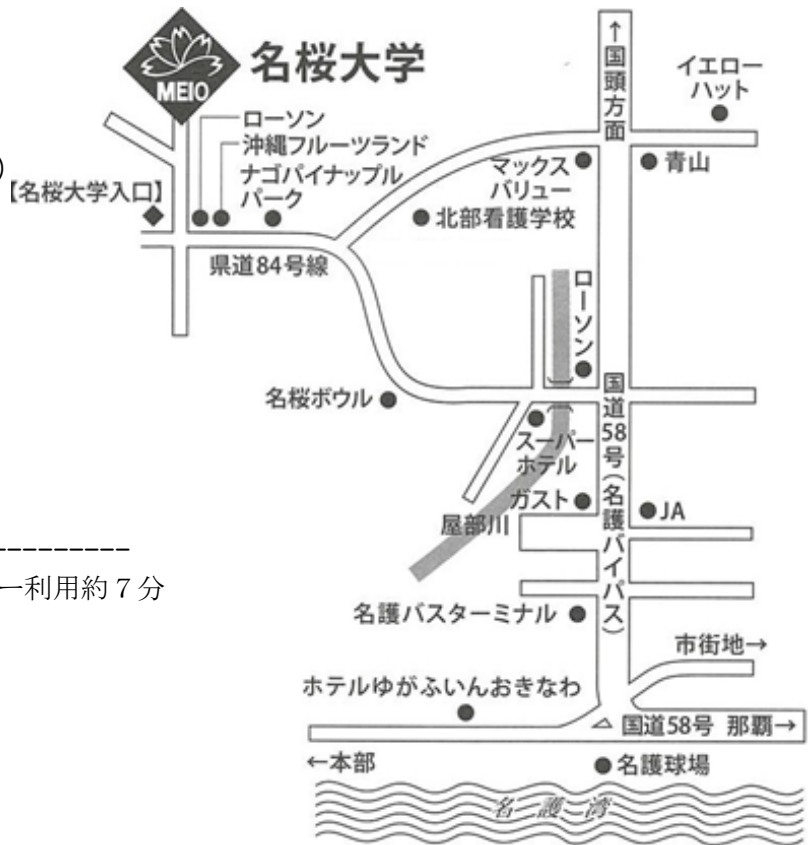 名桜大学
MEIO
↑国頭方面
イエロー
ハット
ローソン
沖縄フルーツランド
ナゴパイナップル
パーク
)
【名桜大学入口】
マックス
バリュー
青山
北部看護学校
県道84号線
ローソン
名桜ボウル
国道58号(名護バイパス)
スーパー
ホテル
ガスト
JA
屋部川
----------
ー利用約７分
名護バスターミナル
市街地→
ホテルゆがふいんおきなわ
国道58号 那覇→
←本部
名護球場
名護湾